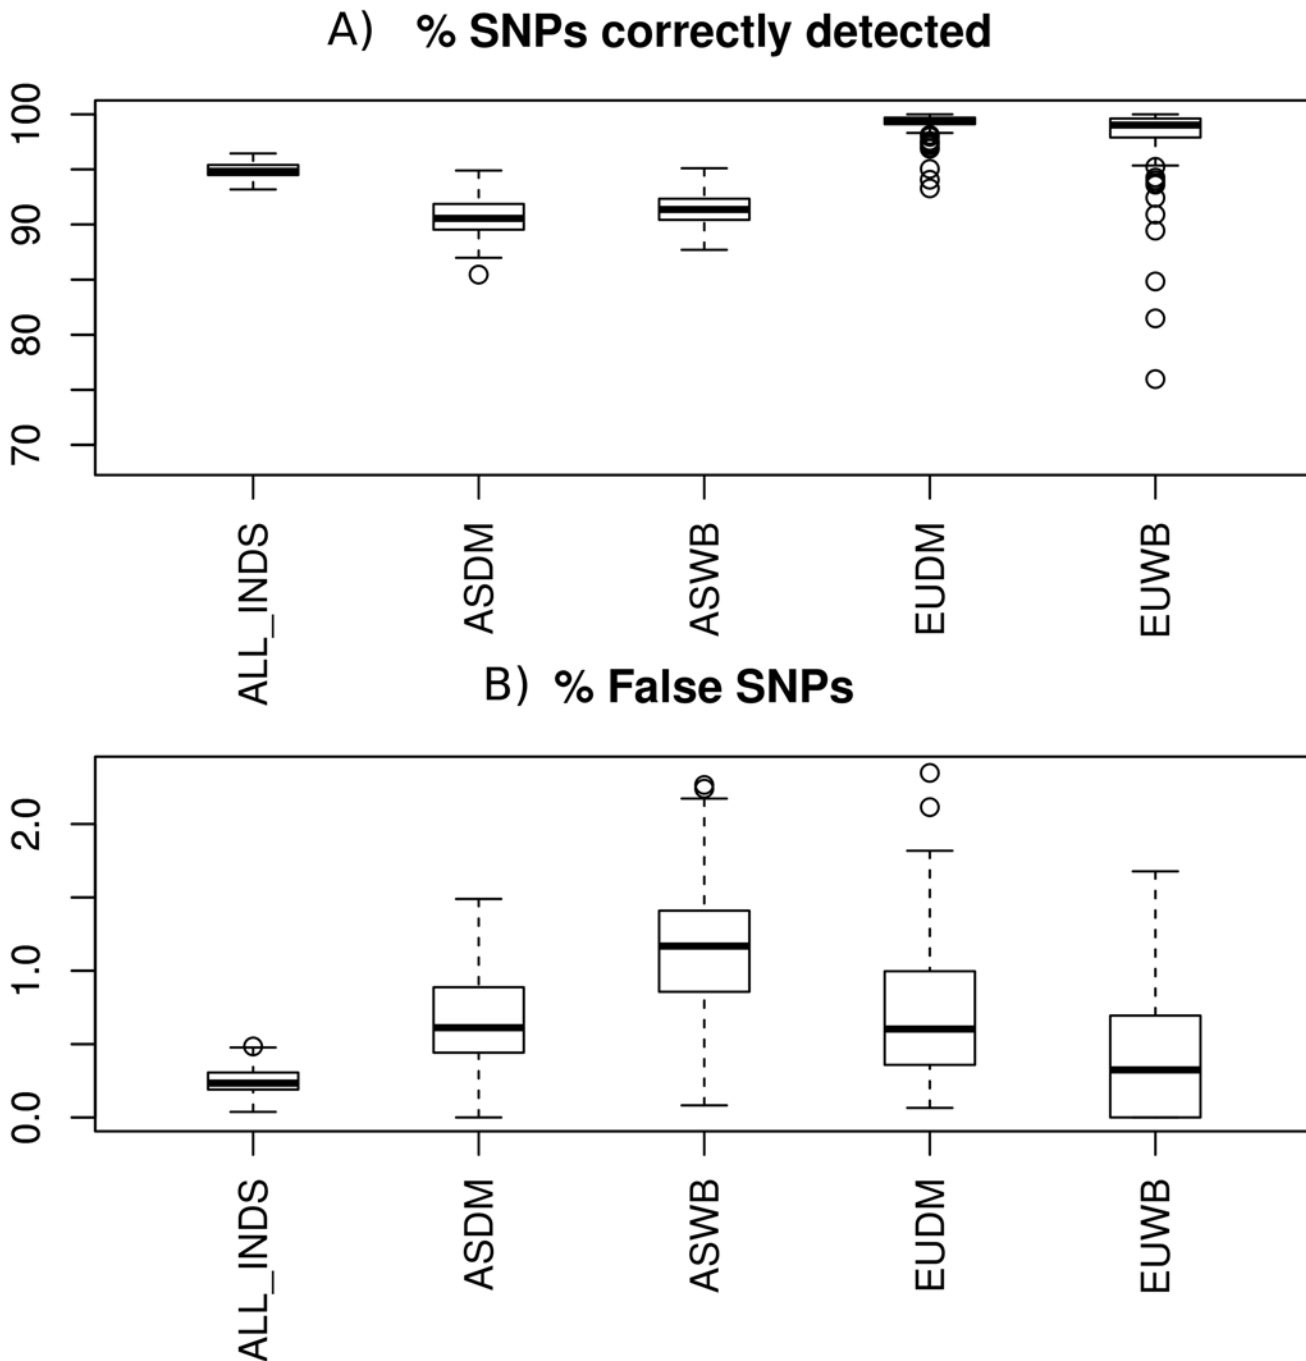 A) % SNPs correctly detected
100
90
80
70
ALL_INDS
ASDM
ASWB
EUDM
EUWB
B) % False SNPs
2.0
1.0
0.0
ALL_INDS
ASDM
ASWB
EUDM
EUWB